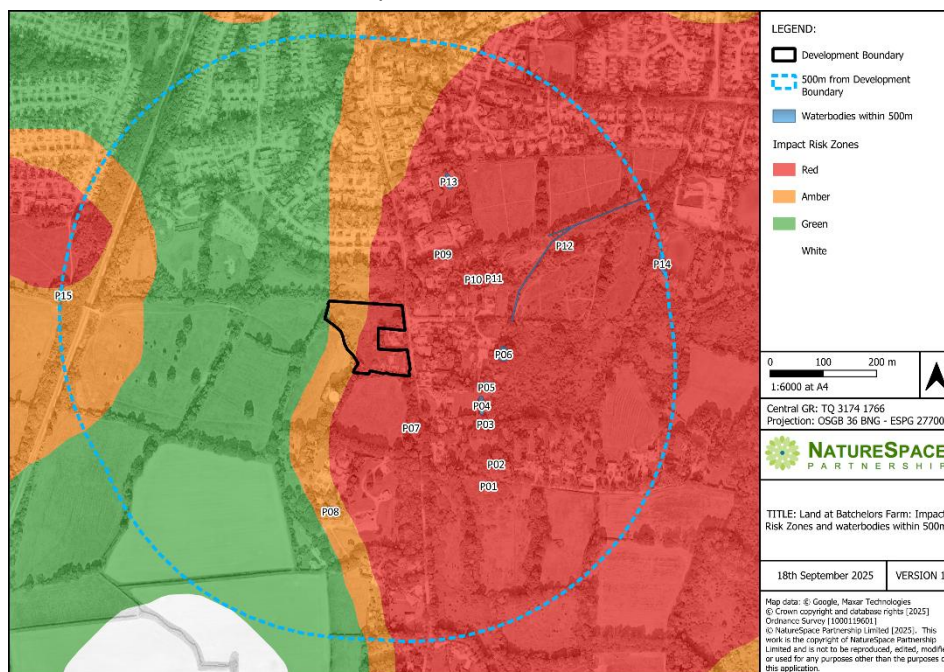 P13
P09
P12
P14
P10
P11
P15
P06
P05
P04
P03
P07
P02
P01
P08
LEGEND:
Development Boundary
500m from Development
Boundary
Waterbodies within 500m
Impact Risk Zones
Red
Amber
Green
White
0 100 200 m
1:6000 at A4
Central GR: TQ 3174 1766
Projection: OSGB 36 BNG - ESPG 27700
NATURESPACE
PARTNERSHIP
TITLE: Land at Batchelors Farm: Impact
Risk Zones and waterbodies within 500m
18th September 2025
VERSION 1
Map data: © Google, Maxar Technologies
© Crown copyright and database rights [2025]
Ordnance Survey [1000119601]
© NatureSpace Partnership Limited [2025]. This
work is the copyright of NatureSpace Partnership
Limited and is not to be reproduced, edited, modifie
or used for any purposes other than the purposes o
this application.